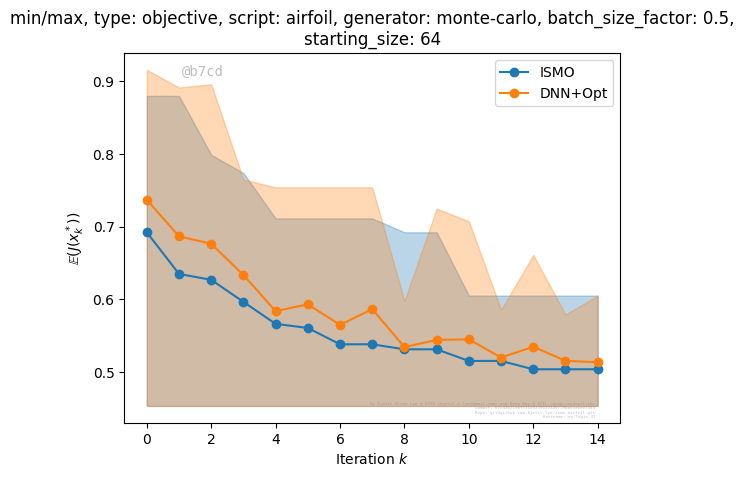 min/max, type: objective, script: airfoil, generator: monte-carlo, batch_size_factor: 0.5,
starting_size: 64
@b7cd
ISMO
DNN+Opt
0.9
0.8
0.7
0.6
0.5
𝔼(J(x*_k))
0 2 4 6 8 10 12 14
Iteration k